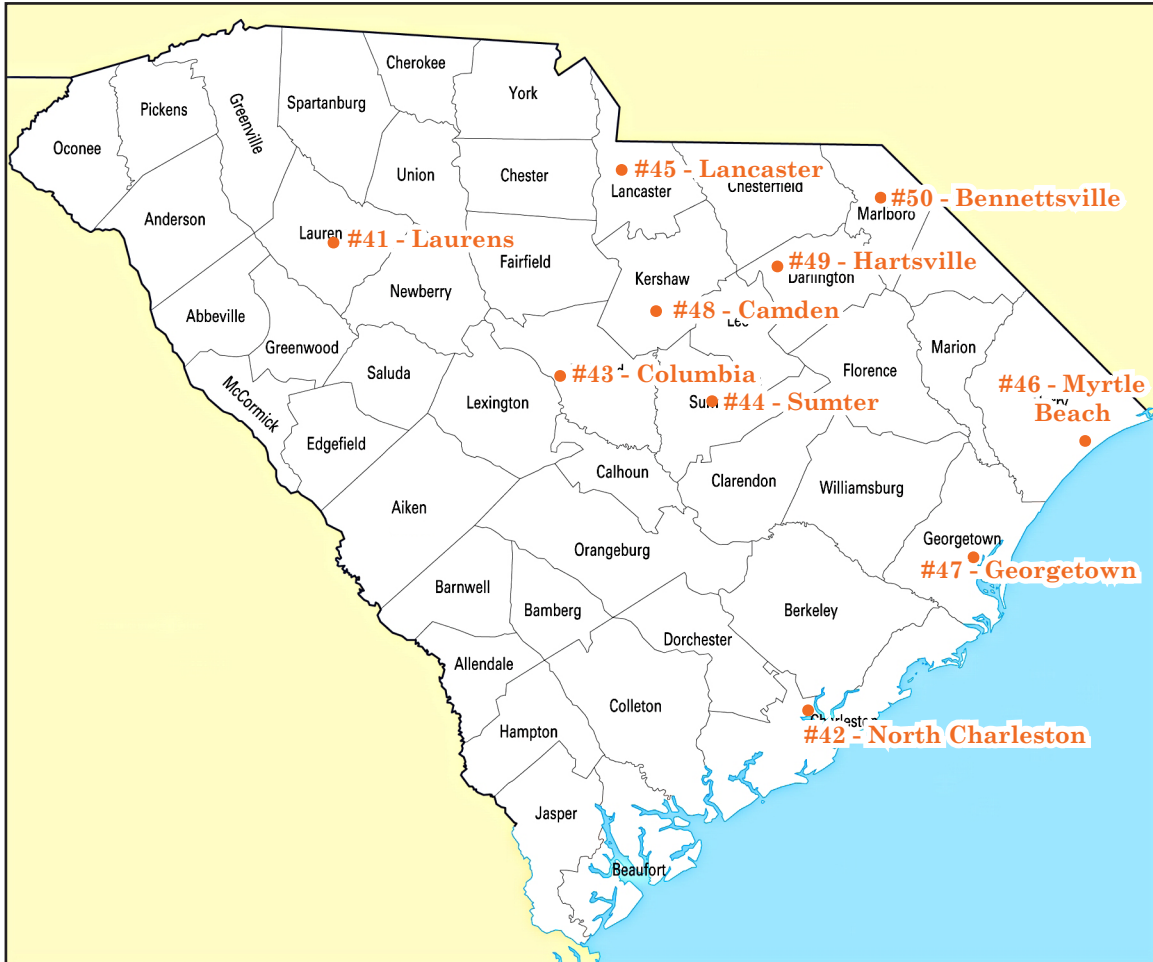 Cherokee
York
Spartanburg
Pickens
Greenville
Oconee
Union
Chester
#45 - Lancaster
Lancaster
Chesterfield
#50 - Bennettsville
Marlboro
Anderson
Lauren
#41 - Laurens
Fairfield
Kershaw
#49 - Hartsville
Darlington
Newberry
#48 - Camden
Abbeville
Greenwood
Saluda
McCormick
Lexington
#43 - Columbia
Sum
#44 - Sumter
Florence
Marion
#46 - Myrtle
Beach
Edgefield
Calhoun
Clarendon
Williamsburg
Aiken
Orangeburg
Georgetown
#47 - Georgetown
Barnwell
Bamberg
Berkeley
Dorchester
Allendale
Colleton
Charleston
#42 - North Charleston
Hampton
Jasper
Beaufort